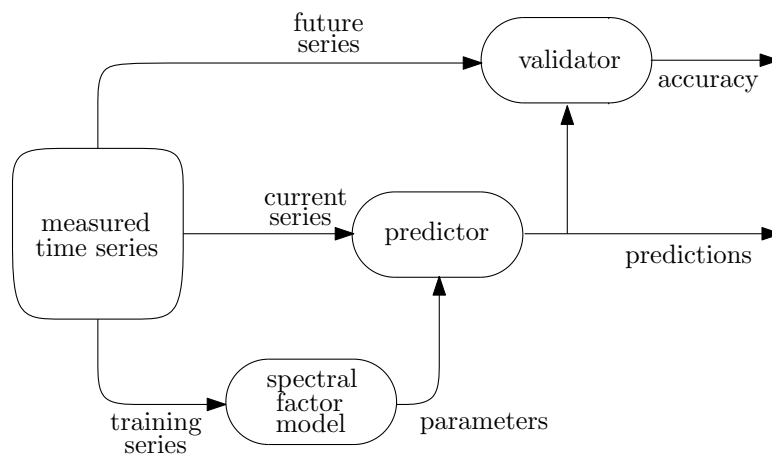 future
series
validator
accuracy
measured
time series
current
series
predictor
predictions
training
series
spectral
factor
model
parameters